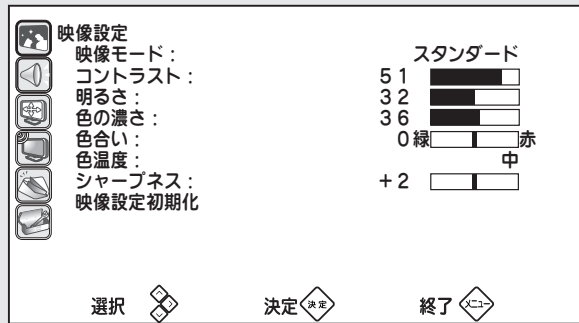 映像設定
映像モード： スタンダード
コントラスト： 51
明るさ： 32
色の濃さ： 36
色合い： 0 緑 赤
色温度： 中
シャープネス： +2
映像設定初期化
選択 決定 決定 終了 メニュー